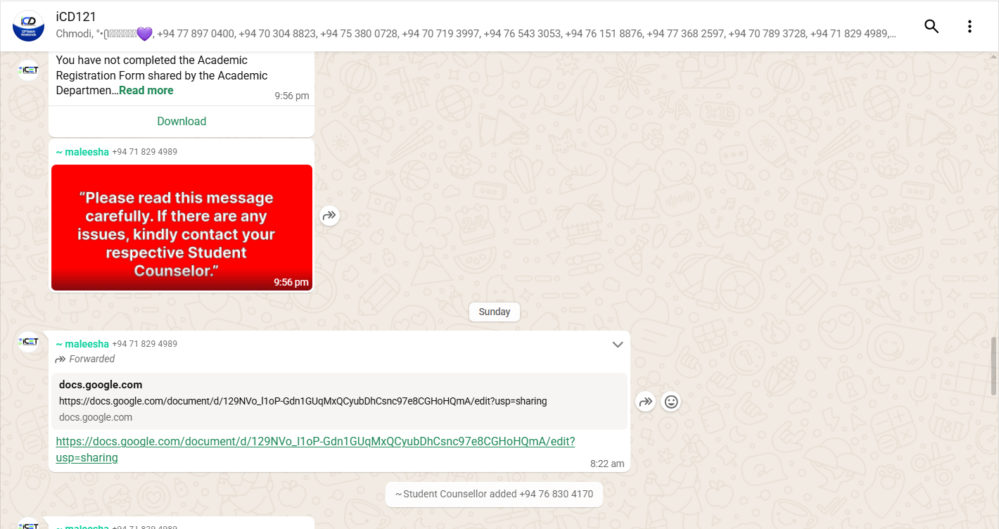 iCD121
Chmodi, °•, +94 77 897 0400, +94 70 304 8823, +94 75 380 0728, +94 70 719 3997, +94 76 543 3053, +94 76 151 8876, +94 77 368 2597, +94 70 789 3728, +94 71 829 4989,...
iCET
You have not completed the Academic
Registration Form shared by the Academic
Departmen...Read more
9:56 pm
Download
~ maleesha +94 71 829 4989
“Please read this message
carefully. If there are any
issues, kindly contact your
respective Student
Counselor.”
9:56 pm
Sunday
iCET
~ maleesha +94 71 829 4989
Forwarded
docs.google.com
https://docs.google.com/document/d/129NVo_l1oP-Gdn1GUqMxQCyubDhCsnc97e8CGHoHQmA/edit?usp=sharing
docs.google.com
https://docs.google.com/document/d/129NVo_l1oP-Gdn1GUqMxQCyubDhCsnc97e8CGHoHQmA/edit?
usp=sharing
8:22 am
~ Student Counsellor added +94 76 830 4170
iCET
~ maleesha +94 71 829 4989